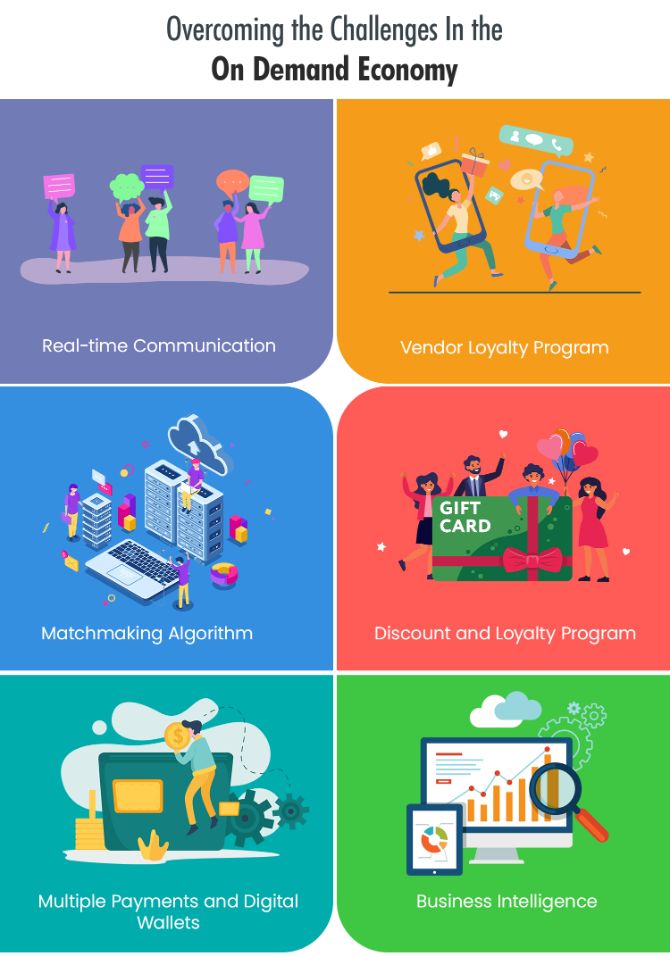 Overcoming the Challenges In the
On Demand Economy
Real-time Communication
Vendor Loyalty Program
Matchmaking Algorithm
GIFT
CARD
Discount and Loyalty Program
$
Multiple Payments and Digital
Wallets
Business Intelligence